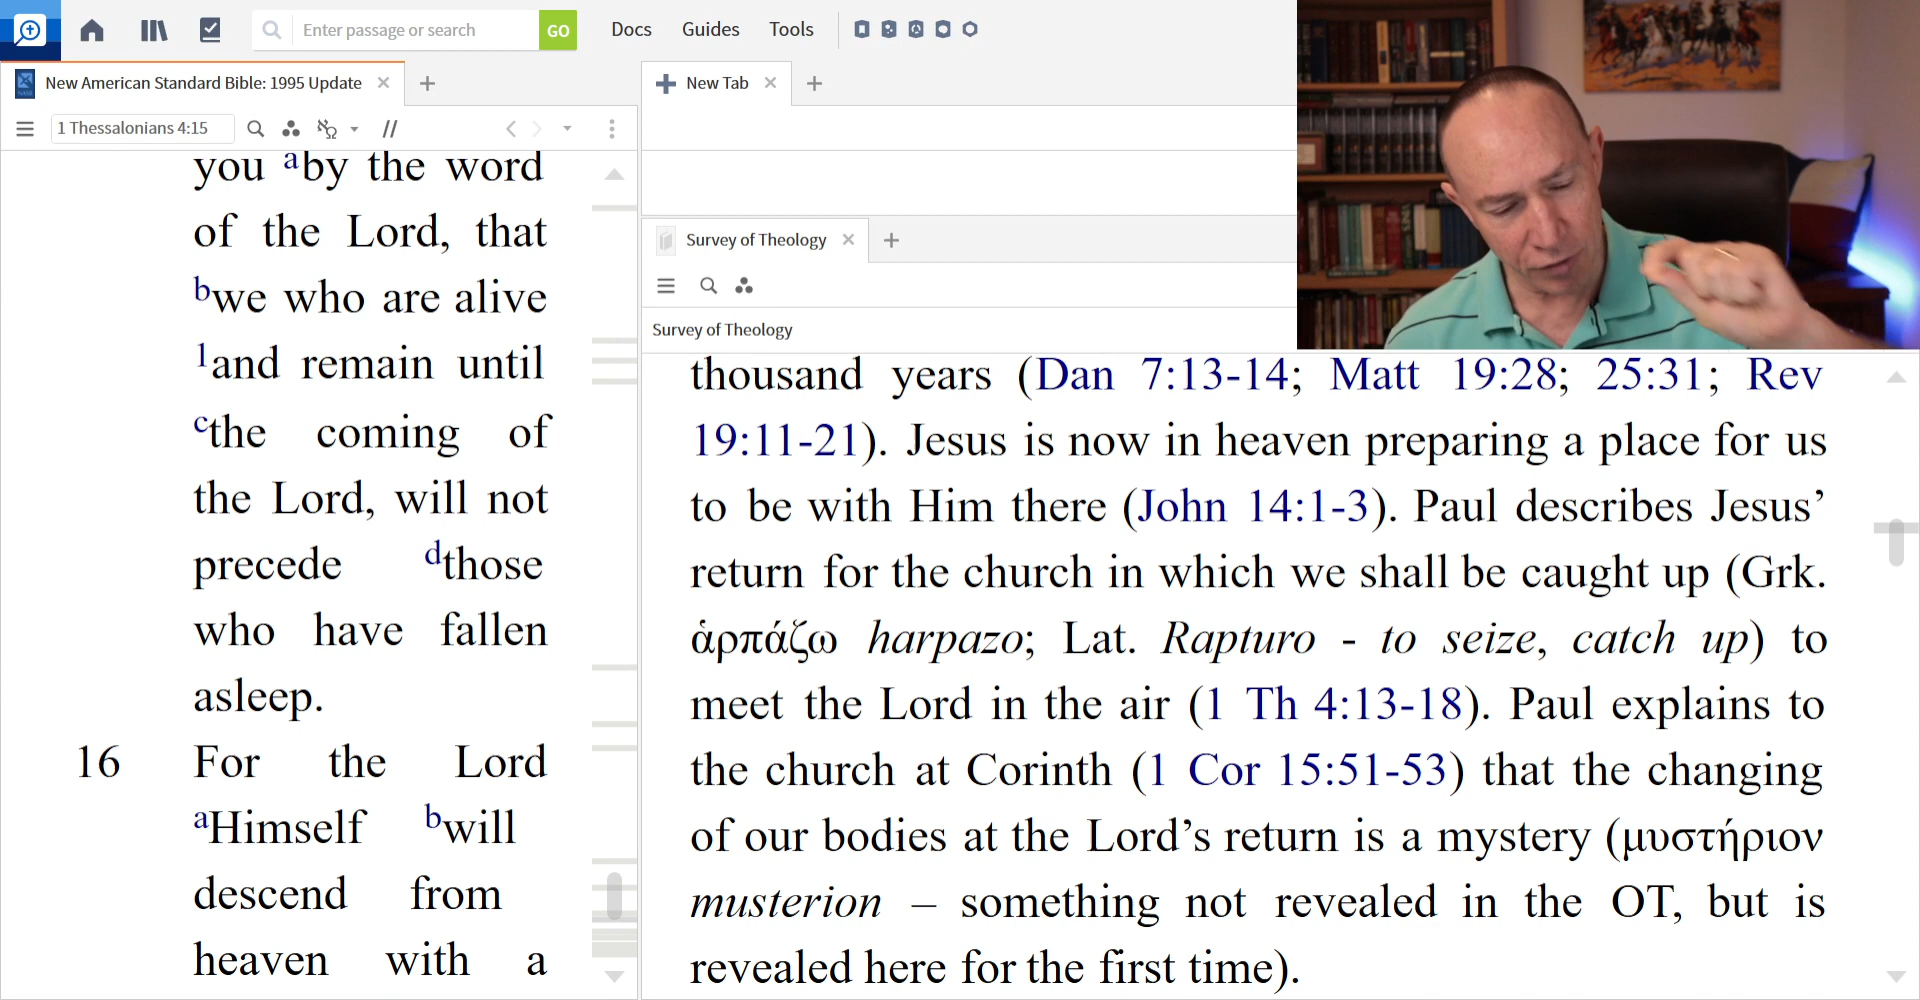 Enter passage or search
GO
Docs
Guides
Tools
New American Standard Bible: 1995 Update
New Tab
1 Thessalonians 4:15
you aby the word
of the Lord, that
bwe who are alive
1and remain until
cthe coming of
the Lord, will not
precede dthose
who have fallen
asleep.
16 For the Lord
aHimself bwill
descend from
heaven with a
Survey of Theology
Survey of Theology
thousand years (Dan 7:13-14; Matt 19:28; 25:31; Rev
19:11-21). Jesus is now in heaven preparing a place for us
to be with Him there (John 14:1-3). Paul describes Jesus’
return for the church in which we shall be caught up (Grk.
ἁρπάζω harpazo; Lat. Rapturo - to seize, catch up) to
meet the Lord in the air (1 Th 4:13-18). Paul explains to
the church at Corinth (1 Cor 15:51-53) that the changing
of our bodies at the Lord’s return is a mystery (μυστήριον
musterion – something not revealed in the OT, but is
revealed here for the first time).